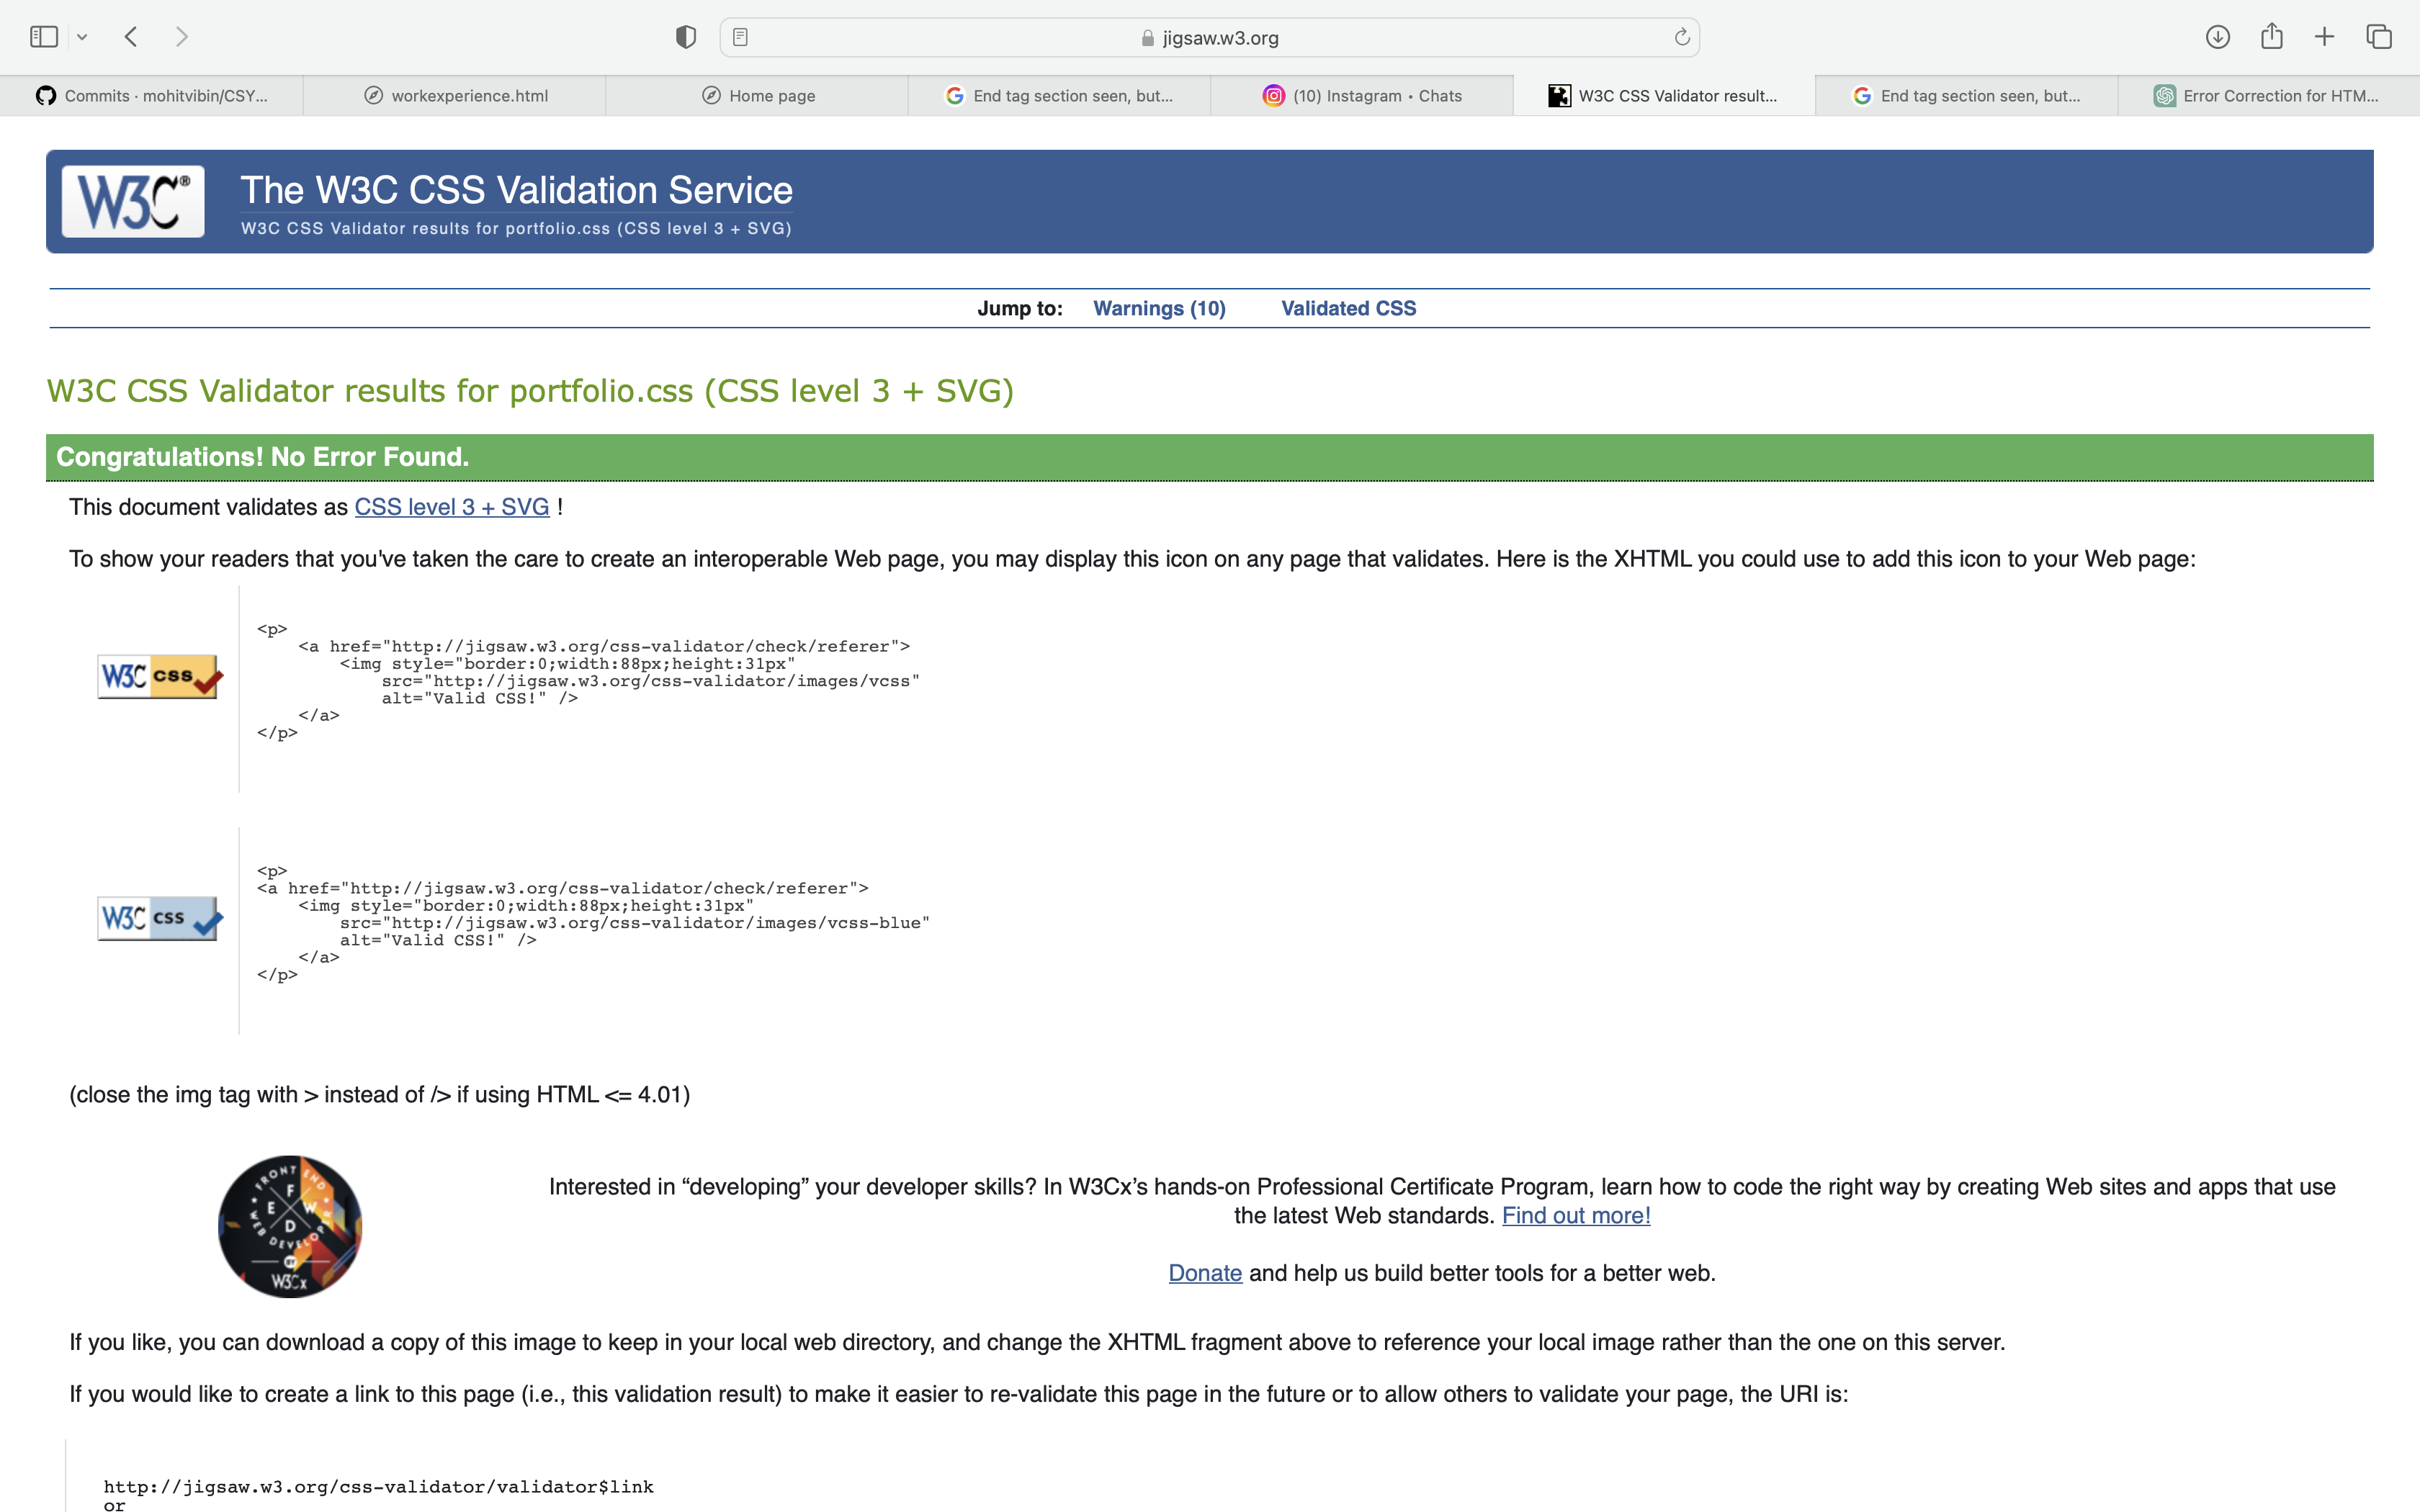 jigsaw.w3.org
Commits · mohitvibin/CSY...
workexperience.html
Home page
End tag section seen, but...
(10) Instagram • Chats
W3C CSS Validator result...
End tag section seen, but...
Error Correction for HTM...
W3C®
The W3C CSS Validation Service
W3C CSS Validator results for portfolio.css (CSS level 3 + SVG)
Jump to: Warnings (10) Validated CSS
W3C CSS Validator results for portfolio.css (CSS level 3 + SVG)
Congratulations! No Error Found.
This document validates as CSS level 3 + SVG !
To show your readers that you've taken the care to create an interoperable Web page, you may display this icon on any page that validates. Here is the XHTML you could use to add this icon to your Web page:
W3C css
<p>
<a href="http://jigsaw.w3.org/css-validator/check/referer">
<img style="border:0;width:88px;height:31px"
src="http://jigsaw.w3.org/css-validator/images/vcss"
alt="Valid CSS!" />
</a>
</p>
W3C css
<p>
<a href="http://jigsaw.w3.org/css-validator/check/referer">
<img style="border:0;width:88px;height:31px"
src="http://jigsaw.w3.org/css-validator/images/vcss-blue"
alt="Valid CSS!" />
</a>
</p>
(close the img tag with > instead of /> if using HTML <= 4.01)
FRONT END
F
E W
D
WEB DEVELOPER
BY
W3Cx
Interested in “developing” your developer skills? In W3Cx’s hands-on Professional Certificate Program, learn how to code the right way by creating Web sites and apps that use
the latest Web standards. Find out more!
Donate and help us build better tools for a better web.
If you like, you can download a copy of this image to keep in your local web directory, and change the XHTML fragment above to reference your local image rather than the one on this server.
If you would like to create a link to this page (i.e., this validation result) to make it easier to re-validate this page in the future or to allow others to validate your page, the URI is:
http://jigsaw.w3.org/css-validator/validator$link
or